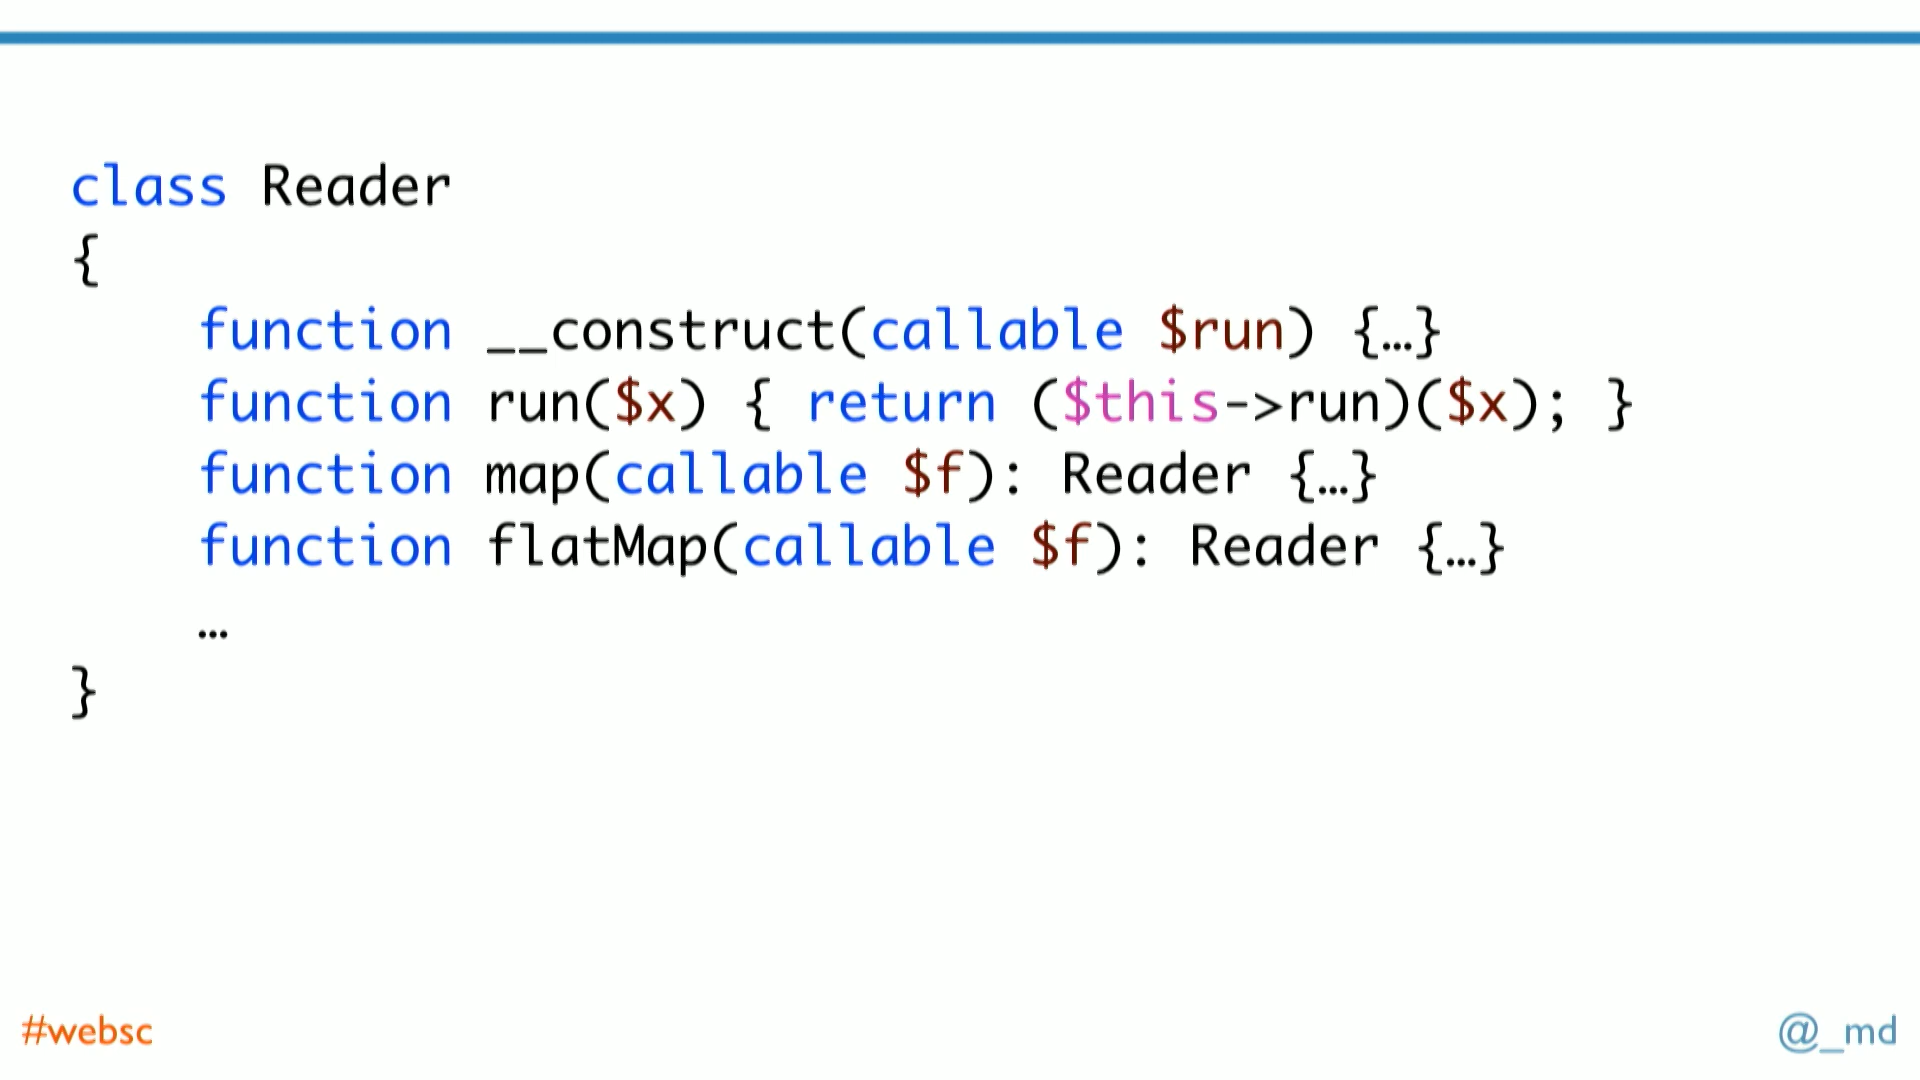 class Reader
{
    function __construct(callable $run) {…}
    function run($x) { return ($this->run)($x); }
    function map(callable $f): Reader {…}
    function flatMap(callable $f): Reader {…}
    …
}
#websc
@_md